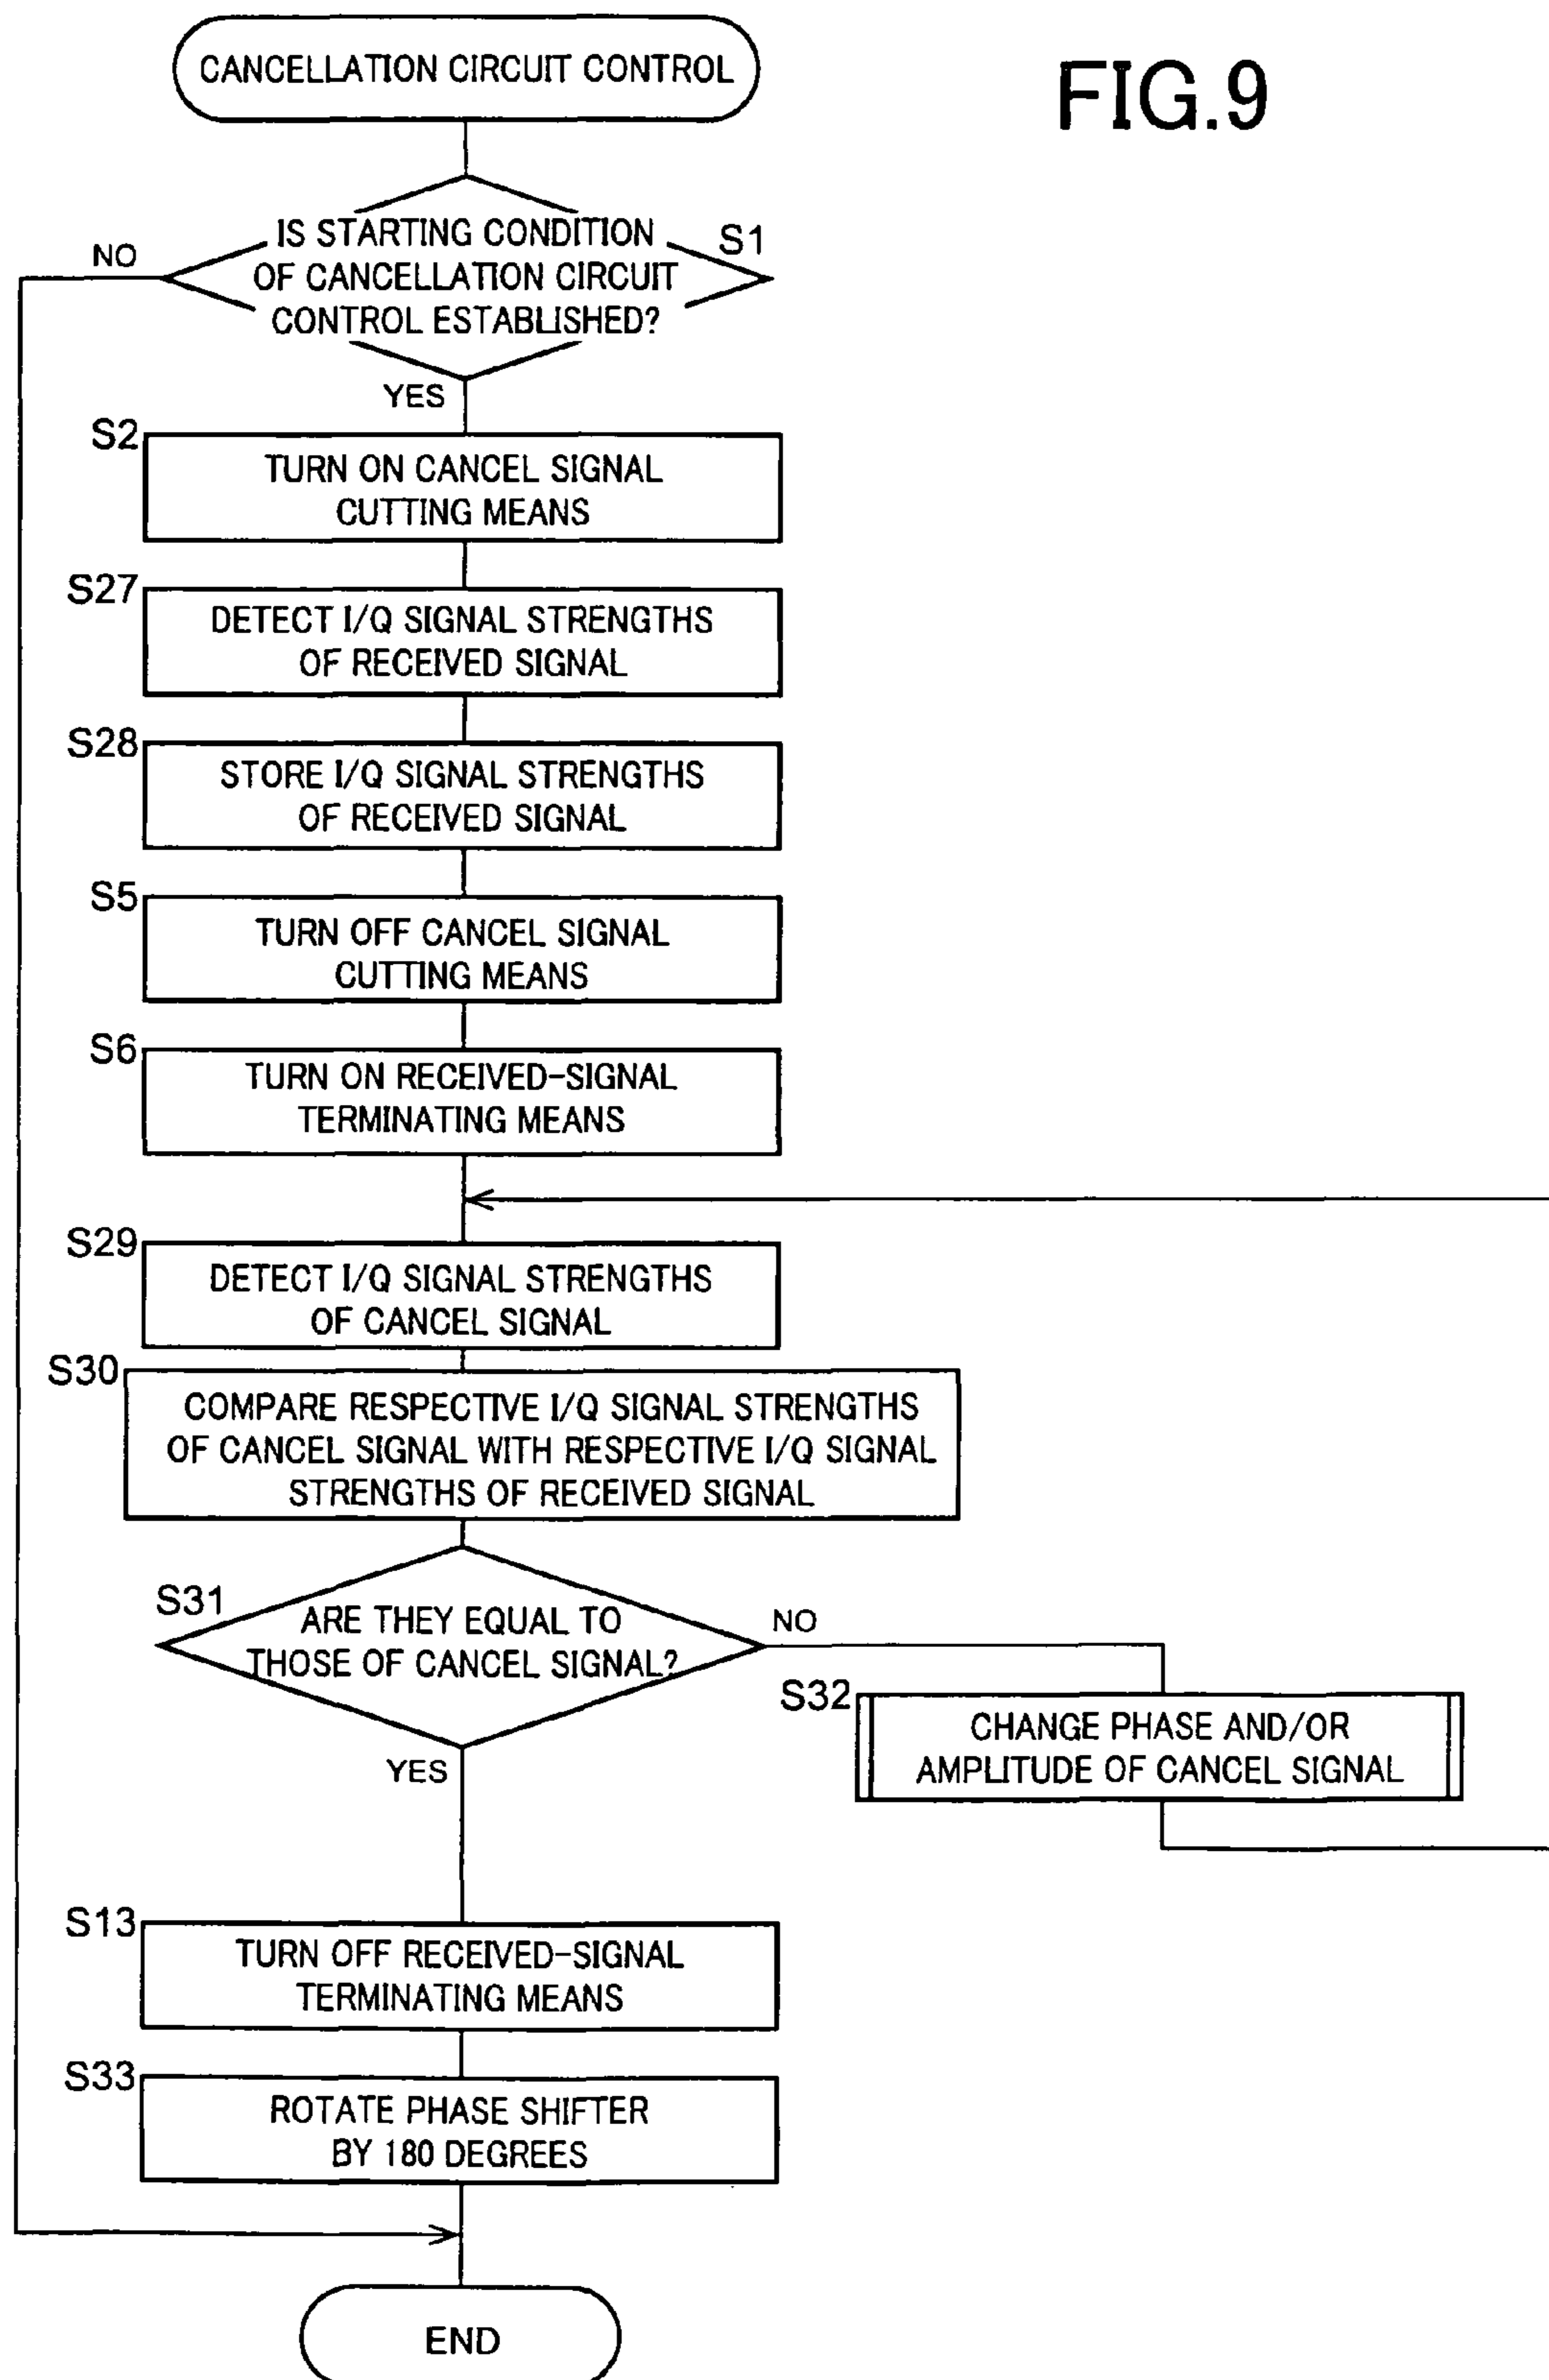 CANCELLATION CIRCUIT CONTROL
FIG.9
IS STARTING CONDITION
OF CANCELLATION CIRCUIT
CONTROL ESTABLISHED?
S1
NO
YES
S2
TURN ON CANCEL SIGNAL
CUTTING MEANS
S27
DETECT I/Q SIGNAL STRENGTHS
OF RECEIVED SIGNAL
S28
STORE I/Q SIGNAL STRENGTHS
OF RECEIVED SIGNAL
S5
TURN OFF CANCEL SIGNAL
CUTTING MEANS
S6
TURN ON RECEIVED-SIGNAL
TERMINATING MEANS
S29
DETECT I/Q SIGNAL STRENGTHS
OF CANCEL SIGNAL
S30
COMPARE RESPECTIVE I/Q SIGNAL STRENGTHS
OF CANCEL SIGNAL WITH RESPECTIVE I/Q SIGNAL
STRENGTHS OF RECEIVED SIGNAL
S31
ARE THEY EQUAL TO
THOSE OF CANCEL SIGNAL?
NO
S32
CHANGE PHASE AND/OR
AMPLITUDE OF CANCEL SIGNAL
YES
S13
TURN OFF RECEIVED-SIGNAL
TERMINATING MEANS
S33
ROTATE PHASE SHIFTER
BY 180 DEGREES
END